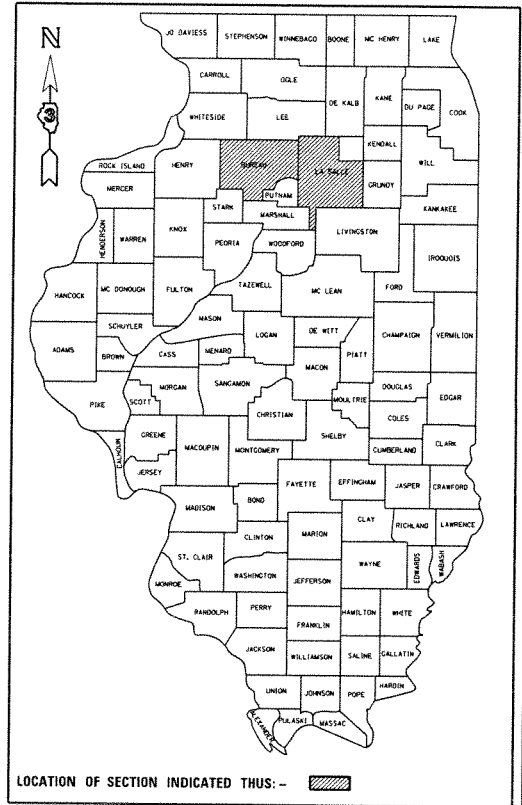 N
3
JO DAVIESS STEPHENSON WINNEBAGO BOONE MC HENRY LAKE
CARROLL OGLE
DE KALB KANE DU PAGE COOK
WHITESIDE LEE
KENDALL WILL
ROCK ISLAND HENRY BUREAU LA SALLE
MERCER PUTNAM GRUNDY
STARK KANKAKEE
HENDERSON WARREN KNOX MARSHALL LIVINGSTON
PEORIA WOODFORD IROQUOIS
HANCOCK MC DONOUGH FULTON TAZEWELL MC LEAN FORD
MASON
SCHUYLER LOGAN DE WITT CHAMPAIGN VERMILION
ADAMS BROWN CASS MENARD PIATT
MACON
MORGAN SANGAMON DOUGLAS EDGAR
PIKE SCOTT CHRISTIAN MOULTRIE COLES
GREENE SHELBY
CALHOUN MACOUPIN MONTGOMERY CUMBERLAND CLARK
JERSEY
FAYETTE EFFINGHAM JASPER CRAWFORD
MADISON BOND
CLAY RICHLAND LAWRENCE
CLINTON MARION
ST. CLAIR WAYNE EDWARDS WABASH
WASHINGTON JEFFERSON
MONROE
RANDOLPH PERRY HAMILTON WHITE
FRANKLIN
JACKSON WILLIAMSON SALINE GALLATIN
UNION JOHNSON POPE HARDIN
ALEXANDER PULASKI MASSAC
LOCATION OF SECTION INDICATED THUS: -